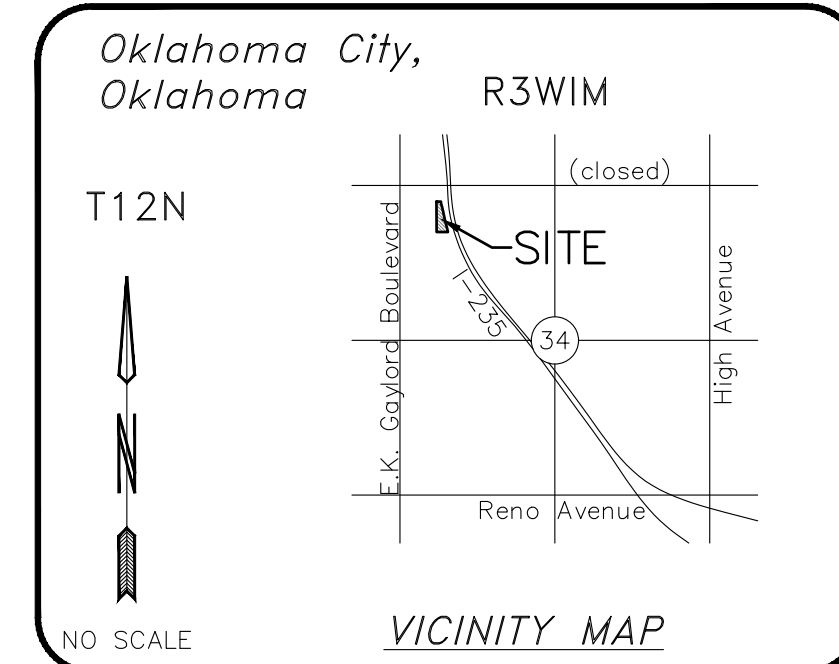 Oklahoma City,
Oklahoma
R3WIM
T12N
(closed)
SITE
I-235
34
E.K. Gaylord Boulevard
High Avenue
Reno Avenue
N
NO SCALE
VICINITY MAP